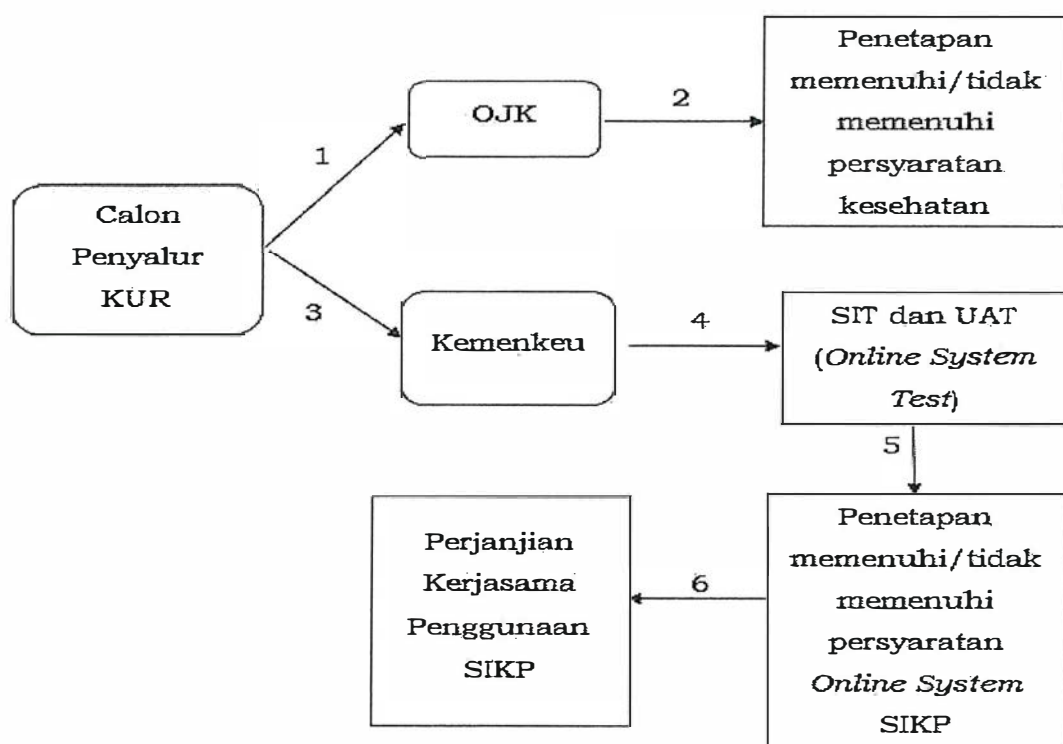 Penetapan
memenuhi/tidak
memenuhi
persyaratan
kesehatan
OJK
2
1
Calon
Penyalur
KUR
3
Kemenkeu
4
SIT dan UAT
(Online System
Test)
5
Penetapan
memenuhi/tidak
memenuhi
persyaratan
Online System
SIKP
6
Perjanjian
Kerjasama
Penggunaan
SIKP